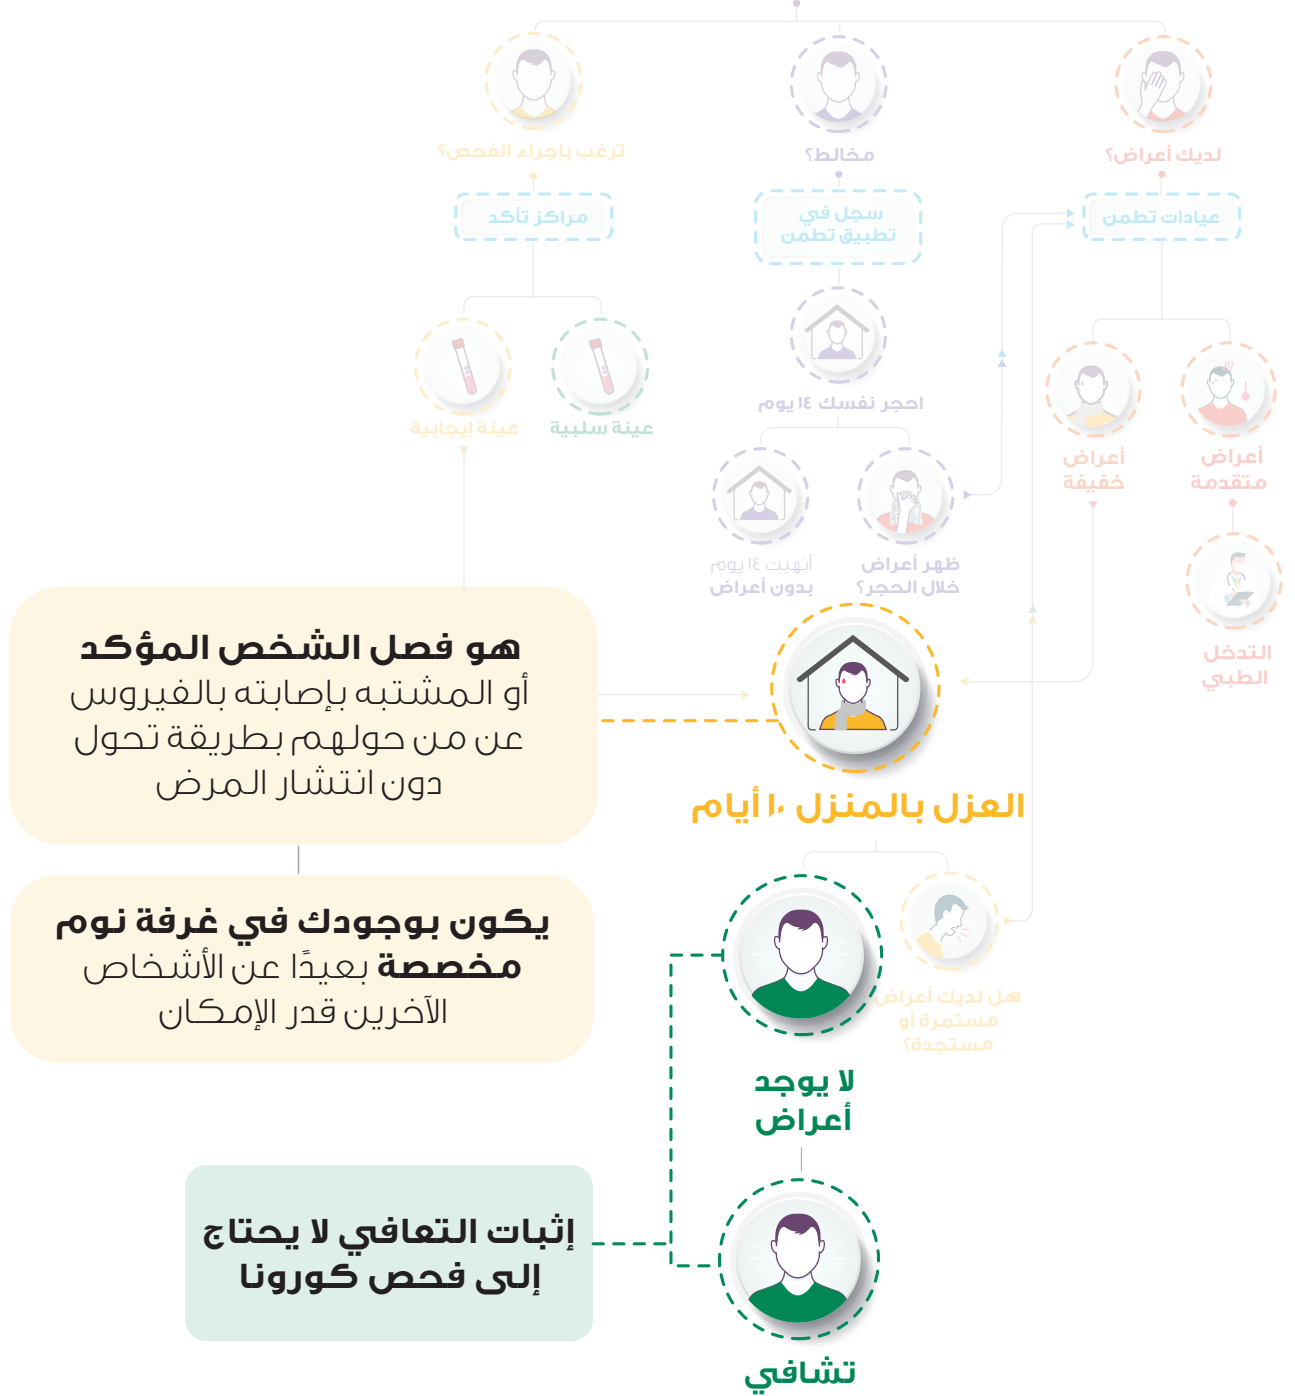 لديك أعراض؟
مخالط؟
ترغب بإجراء الفحص؟
عيادات تطمن
سجل في
تطبيق تطمن
مراكز تأكد
احجر نفسك ١٤ يوم
عينة سلبية
عينة إيجابية
أعراض
متقدمة
أعراض
خفيفة
ظهر أعراض
خلال الحجر؟
أنهيت ١٤ يوم
بدون أعراض
التدخل
الطبي
هو فصل الشخص المؤكد
أو المشتبه بإصابته بالفيروس
عن من حولهم بطريقة تحول
دون انتشار المرض
العزل بالمنزل ١٠ أيام
يكون بوجودك في غرفة نوم
مخصصة بعيدًا عن الأشخاص
الآخرين قدر الإمكان
هل لديك أعراض
مستمرة أو
مستجدة؟
لا يوجد
أعراض
إثبات التعافي لا يحتاج
إلى فحص كورونا
تشافي